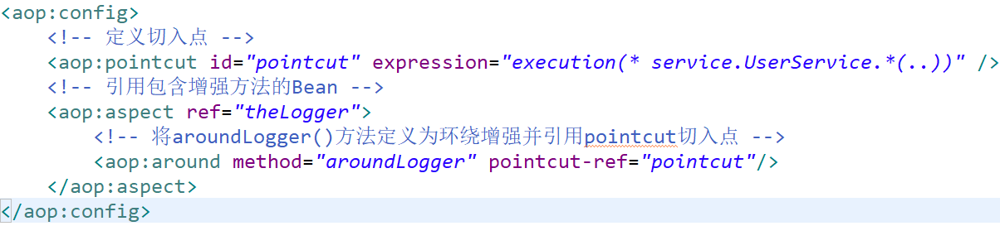 <aop:config>
<!-- 定义切入点 -->
<aop:pointcut id="pointcut" expression="execution(* service.UserService.*(..))" />
<!-- 引用包含增强方法的Bean -->
<aop:aspect ref="theLogger">
<!-- 将aroundLogger()方法定义为环绕增强并引用pointcut切入点 -->
<aop:around method="aroundLogger" pointcut-ref="pointcut"/>
</aop:aspect>
</aop:config>